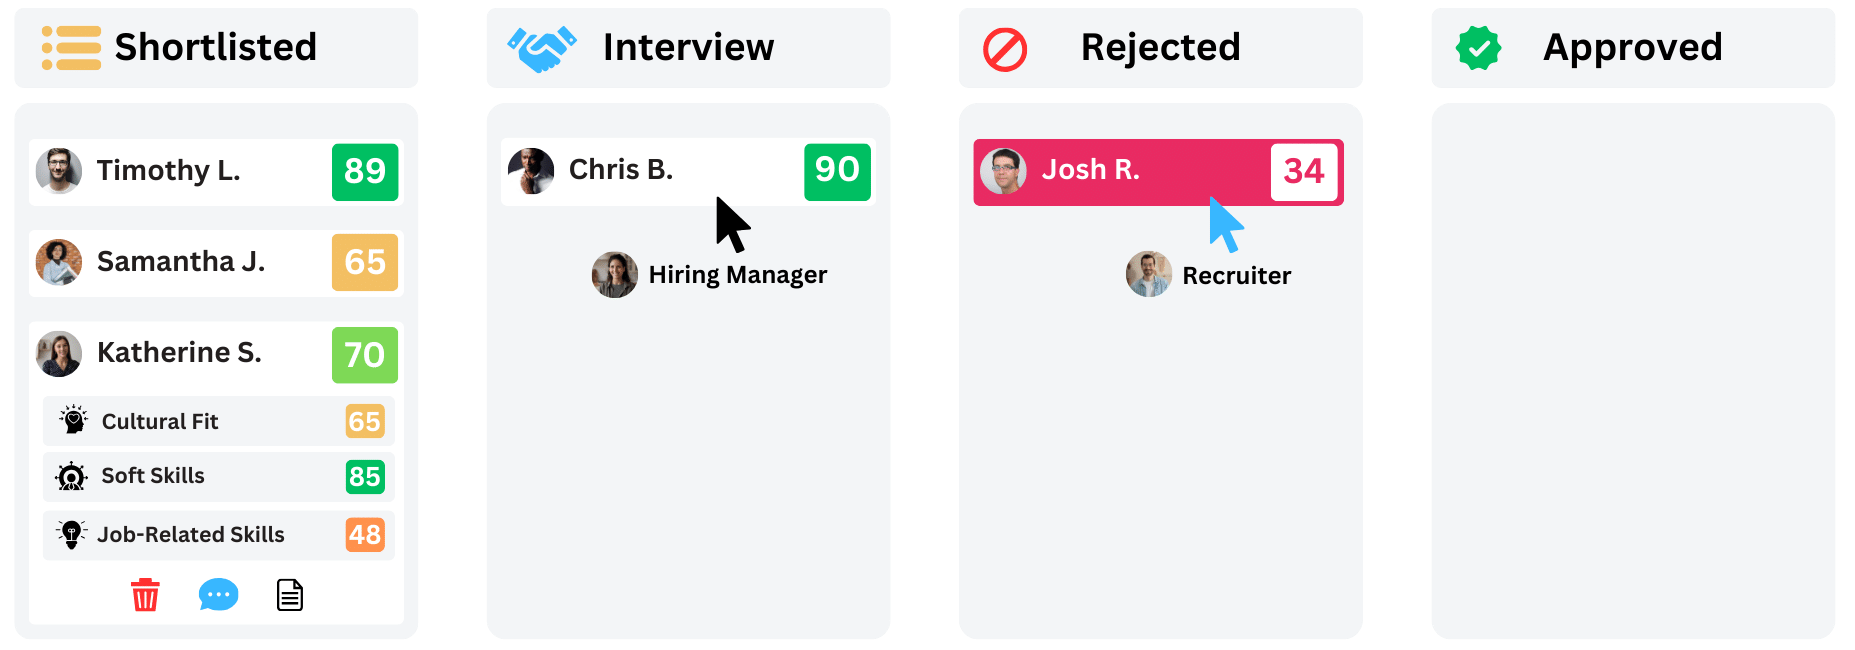 Shortlisted
Timothy L.
89
Samantha J.
65
Katherine S.
70
Cultural Fit
65
Soft Skills
85
Job-Related Skills
48
Interview
Chris B.
90
Hiring Manager
Rejected
Josh R.
34
Recruiter
Approved